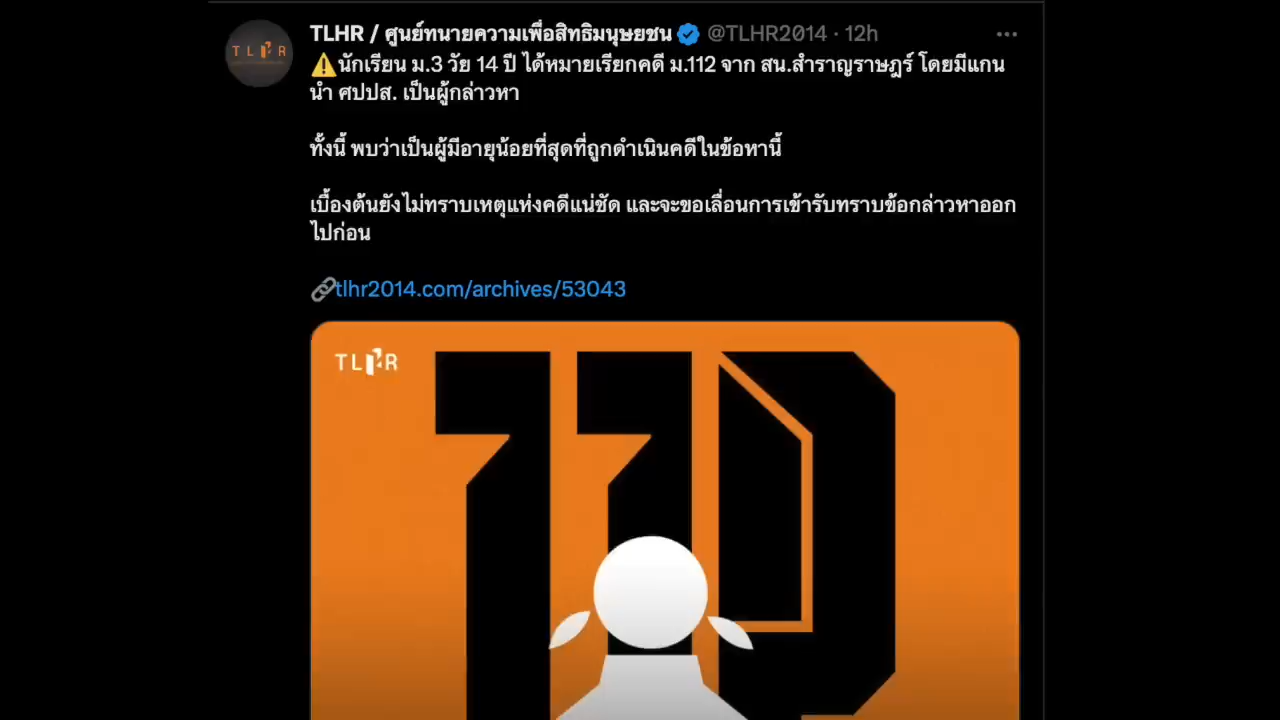 TLHR / ศูนย์ทนายความเพื่อสิทธิมนุษยชน @TLHR2014 · 12h
TLHR
⚠️นักเรียน ม.3 วัย 14 ปี ได้หมายเรียกคดี ม.112 จาก สน.สำราญราษฎร์ โดยมีแกน
นำ ศปปส. เป็นผู้กล่าวหา
ทั้งนี้ พบว่าเป็นผู้มีอายุน้อยที่สุดที่ถูกดำเนินคดีในข้อหานี้
เบื้องต้นยังไม่ทราบเหตุแห่งคดีแน่ชัด และจะขอเลื่อนการเข้ารับทราบข้อกล่าวหาออก
ไปก่อน
🔗tlhr2014.com/archives/53043
TLHR
112